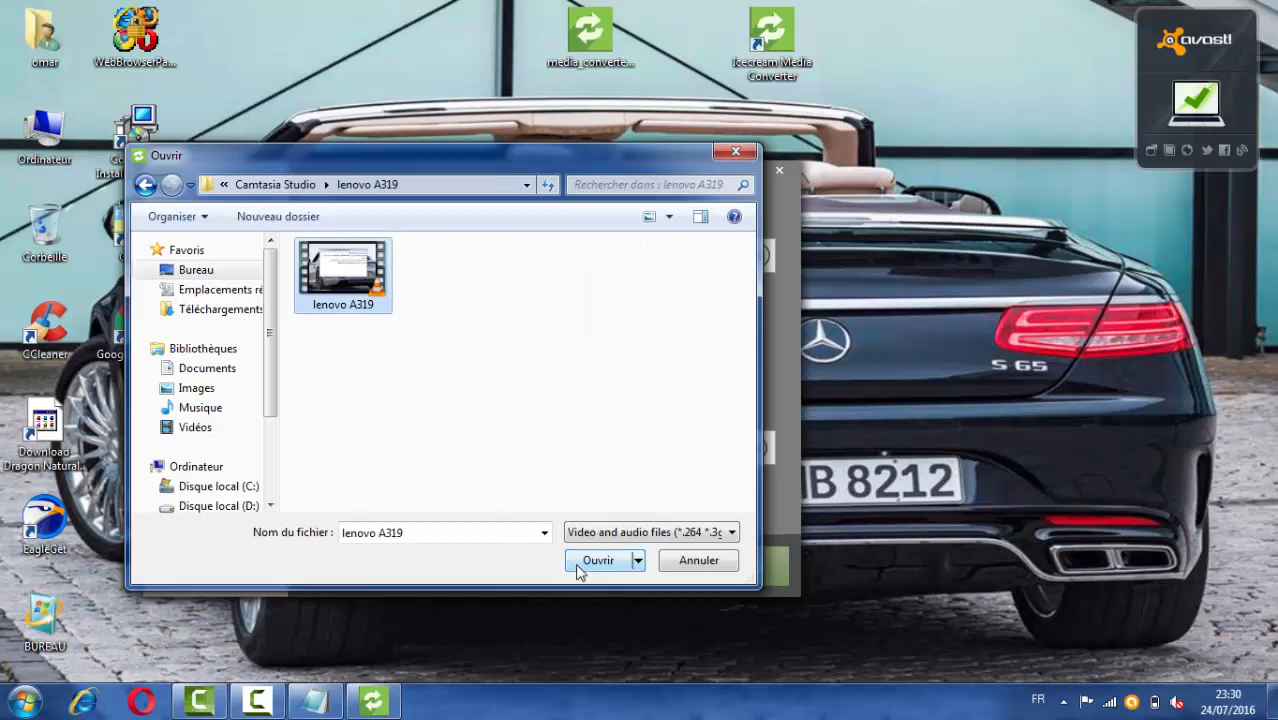 omar
WebBrowserPa...
media_converte...
Icecream Media
Converter
avast!
Ordinateur
Instal
Corbeille
CCleaner
Goog
Download
Dragon Natural...
EagleGet
BUREAU
Ouvrir
« Camtasia Studio lenovo A319
Rechercher dans : lenovo A319
Organiser
Nouveau dossier
Favoris
Bureau
Emplacements ré
Téléchargements
Bibliothèques
Documents
Images
Musique
Vidéos
Ordinateur
Disque local (C:)
Disque local (D:)
lenovo A319
Nom du fichier :
lenovo A319
Video and audio files (*.264 *.3g
Ouvrir
Annuler
S 65
B 8212
FR
23:30
24/07/2016